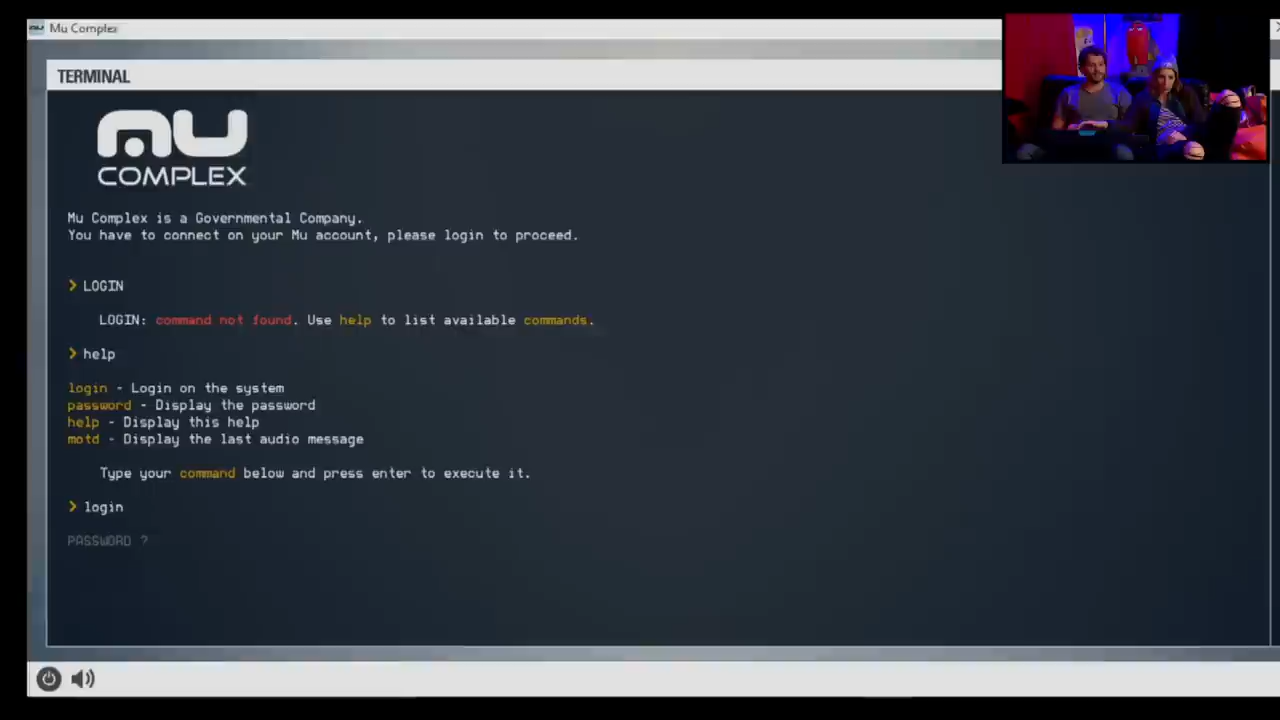 Mu Complex
TERMINAL
MU
COMPLEX
Mu Complex is a Governmental Company.
You have to connect on your Mu account, please login to proceed.
> LOGIN
LOGIN: command not found. Use help to list available commands.
> help
login - Login on the system
password - Display the password
help - Display this help
motd - Display the last audio message
Type your command below and press enter to execute it.
> login
PASSWORD ?